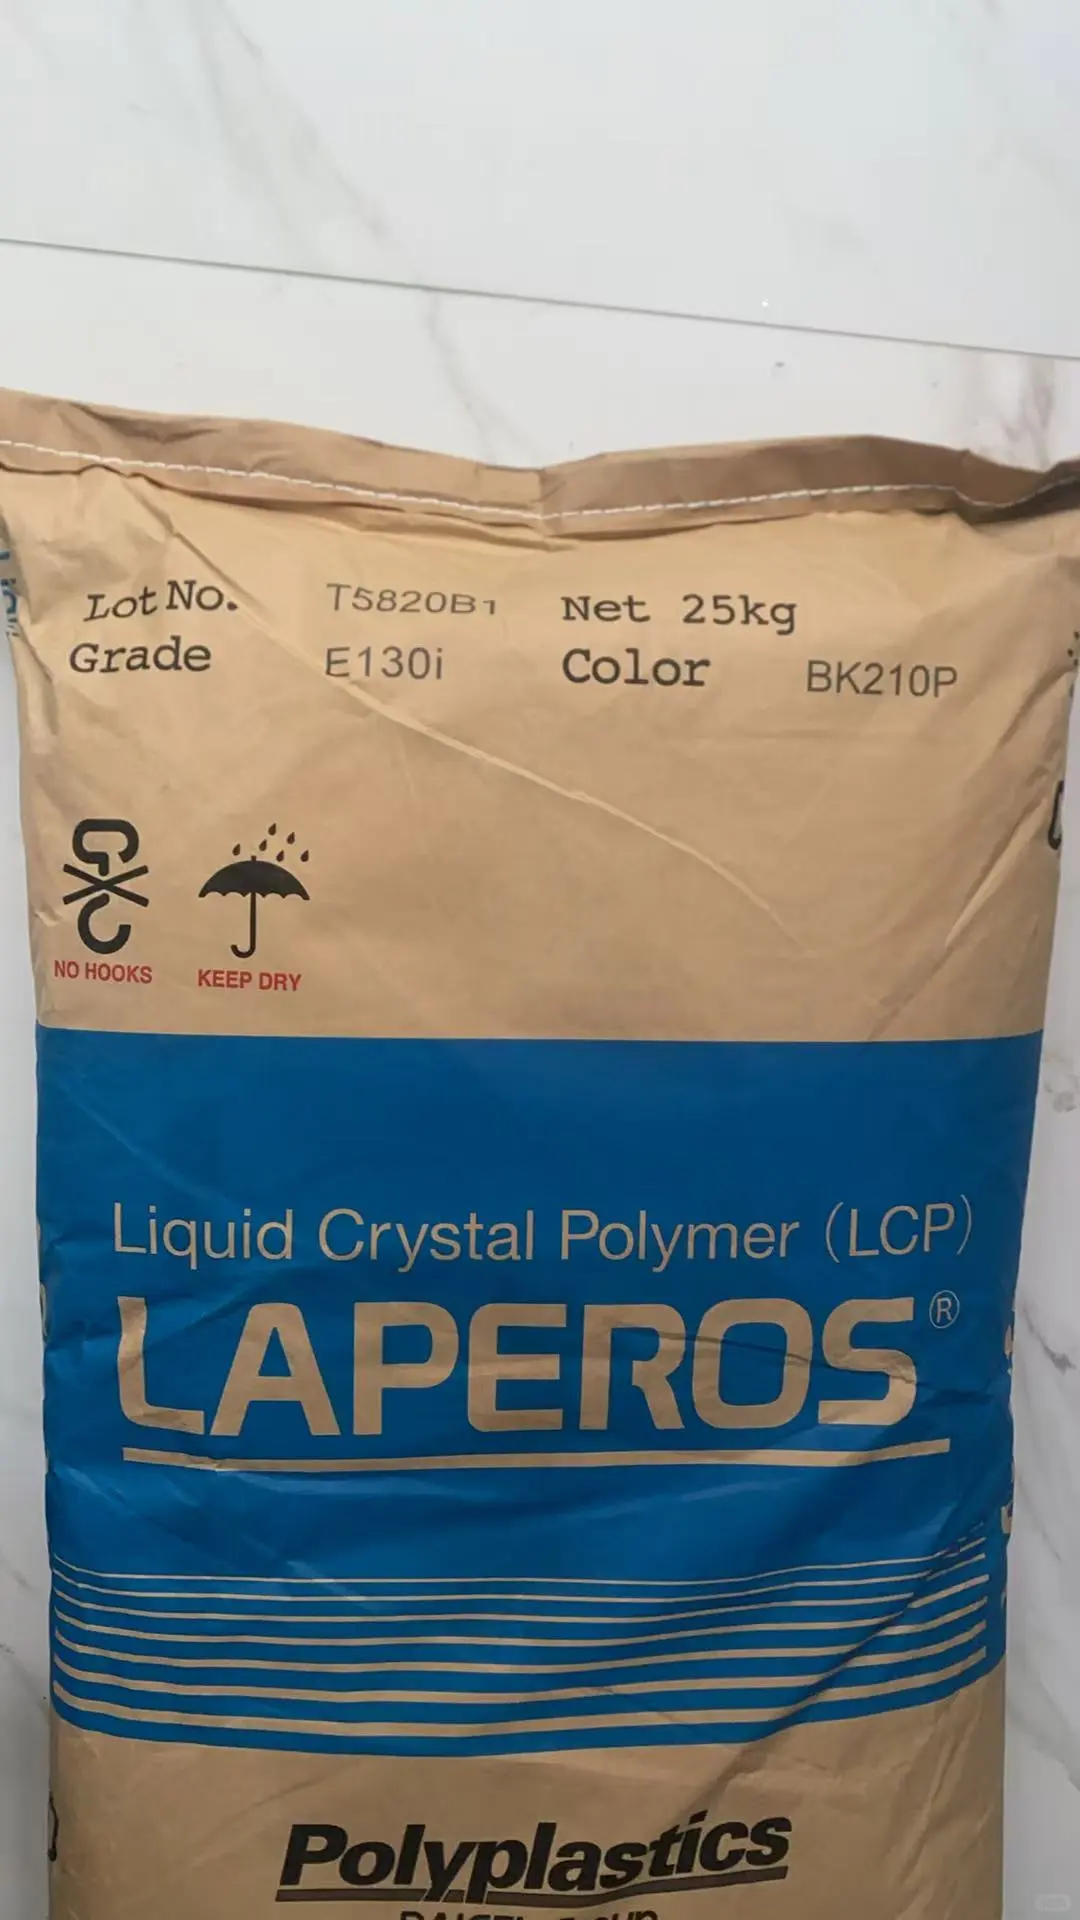 Lot No. T5820B1 Net 25kg
Grade E130i Color BK210P
NO HOOKS KEEP DRY
Liquid Crystal Polymer (LCP)
LAPEROS®
Polyplastics